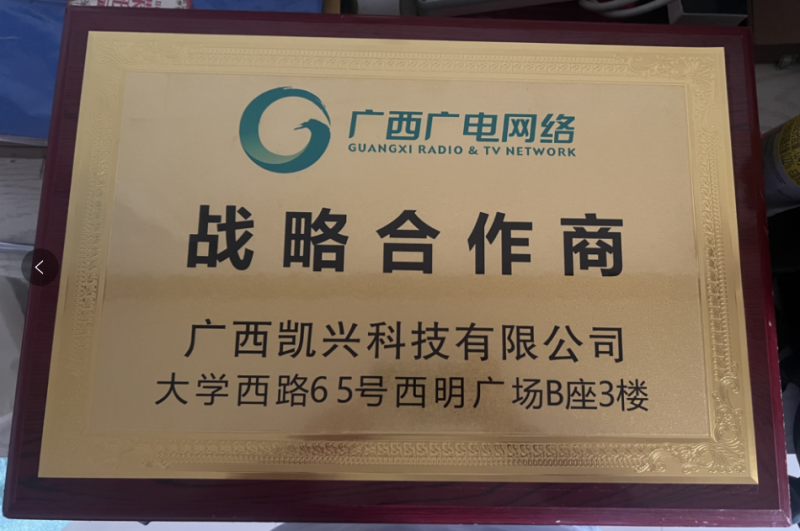 广西广电网络
GUANGXI RADIO & TV NETWORK
战略合作商
广西凯兴科技有限公司
大学西路65号西明广场B座3楼